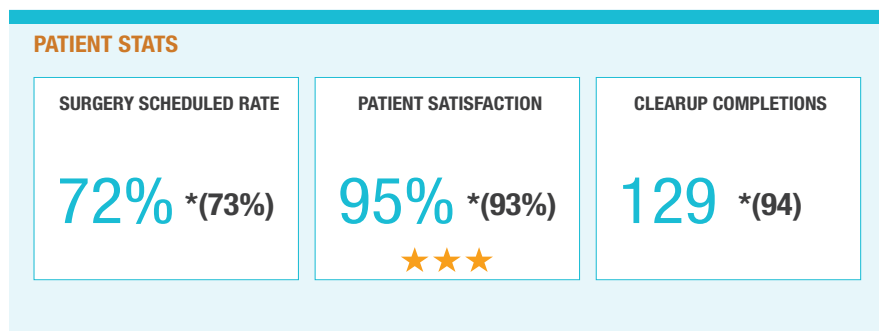 PATIENT STATS
SURGERY SCHEDULED RATE
72% *(73%)
PATIENT SATISFACTION
95% *(93%)
CLEARUP COMPLETIONS
129 *(94)